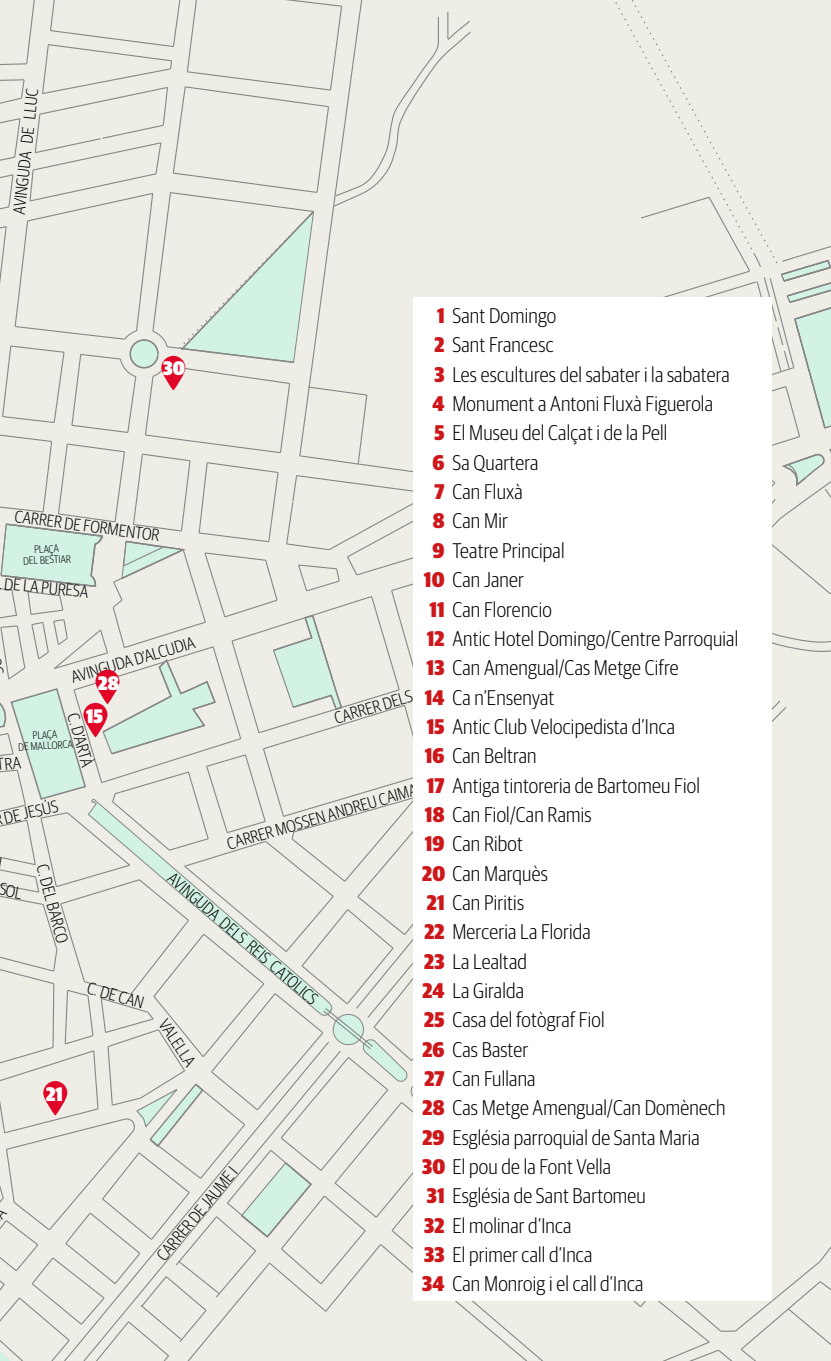 AVINGUDA DE LLUC
30
CARRER DE FORMENTOR
PLAÇA
DEL BESTIAR
. DE LA PURESA
AVINGUDA D'ALCUDIA
28
15
C. D'ARTÀ
PLAÇA
DE MALLORCA
TRA
R DE JESÚS
CARRER DELS
CARRER MOSSEN ANDREU CAIMA
SOL
C. DEL BARCO
AVINGUDA DELS REIS CATOLICS
C. DE CAN
VALELLA
21
CARRER DE JAUME I
1 Sant Domingo
2 Sant Francesc
3 Les escultures del sabater i la sabatera
4 Monument a Antoni Fluxà Figuerola
5 El Museu del Calçat i de la Pell
6 Sa Quartera
7 Can Fluxà
8 Can Mir
9 Teatre Principal
10 Can Janer
11 Can Florencio
12 Antic Hotel Domingo/Centre Parroquial
13 Can Amengual/Cas Metge Cifre
14 Ca n'Ensenyat
15 Antic Club Velocipedista d'Inca
16 Can Beltran
17 Antiga tintoreria de Bartomeu Fiol
18 Can Fiol/Can Ramis
19 Can Ribot
20 Can Marquès
21 Can Piritis
22 Merceria La Florida
23 La Lealtad
24 La Giralda
25 Casa del fotògraf Fiol
26 Cas Baster
27 Can Fullana
28 Cas Metge Amengual/Can Domènech
29 Església parroquial de Santa Maria
30 El pou de la Font Vella
31 Església de Sant Bartomeu
32 El molinar d'Inca
33 El primer call d'Inca
34 Can Monroig i el call d'Inca